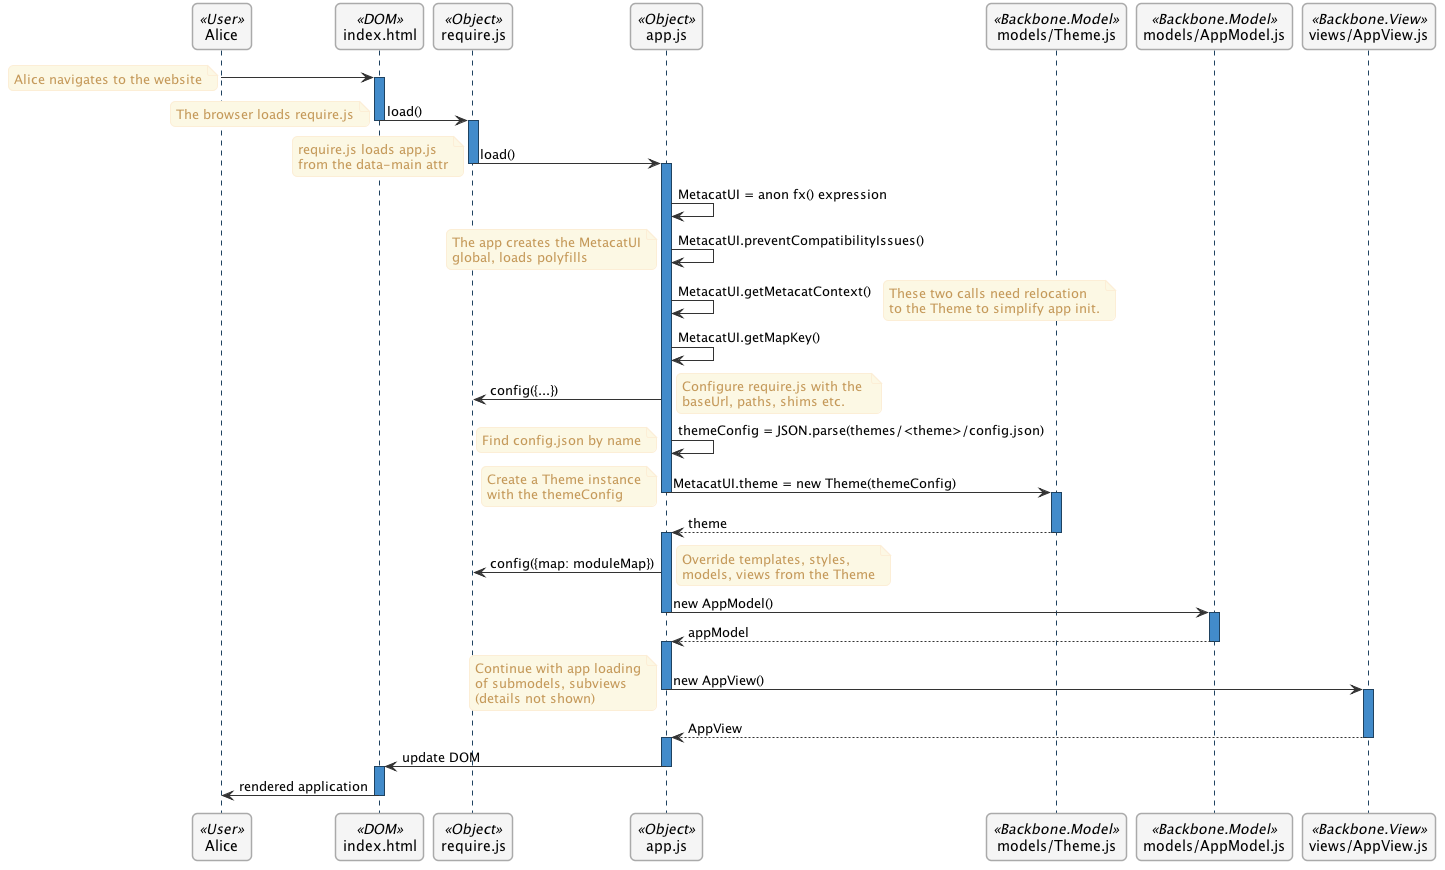 «User»
Alice
«DOM»
index.html
«Object»
require.js
«Object»
app.js
«Backbone.Model»
models/Theme.js
«Backbone.Model»
models/AppModel.js
«Backbone.View»
views/AppView.js
Alice navigates to the website
The browser loads require.js
load()
require.js loads app.js
from the data-main attr
load()
MetacatUI = anon fx() expression
The app creates the MetacatUI
global, loads polyfills
MetacatUI.preventCompatibilityIssues()
MetacatUI.getMetacatContext()
These two calls need relocation
to the Theme to simplify app init.
MetacatUI.getMapKey()
config({...})
Configure require.js with the
baseUrl, paths, shims etc.
Find config.json by name
themeConfig = JSON.parse(themes/<theme>/config.json)
Create a Theme instance
with the themeConfig
MetacatUI.theme = new Theme(themeConfig)
theme
config({map: moduleMap})
Override templates, styles,
models, views from the Theme
new AppModel()
appModel
Continue with app loading
of submodels, subviews
(details not shown)
new AppView()
AppView
update DOM
rendered application
«User»
Alice
«DOM»
index.html
«Object»
require.js
«Object»
app.js
«Backbone.Model»
models/Theme.js
«Backbone.Model»
models/AppModel.js
«Backbone.View»
views/AppView.js